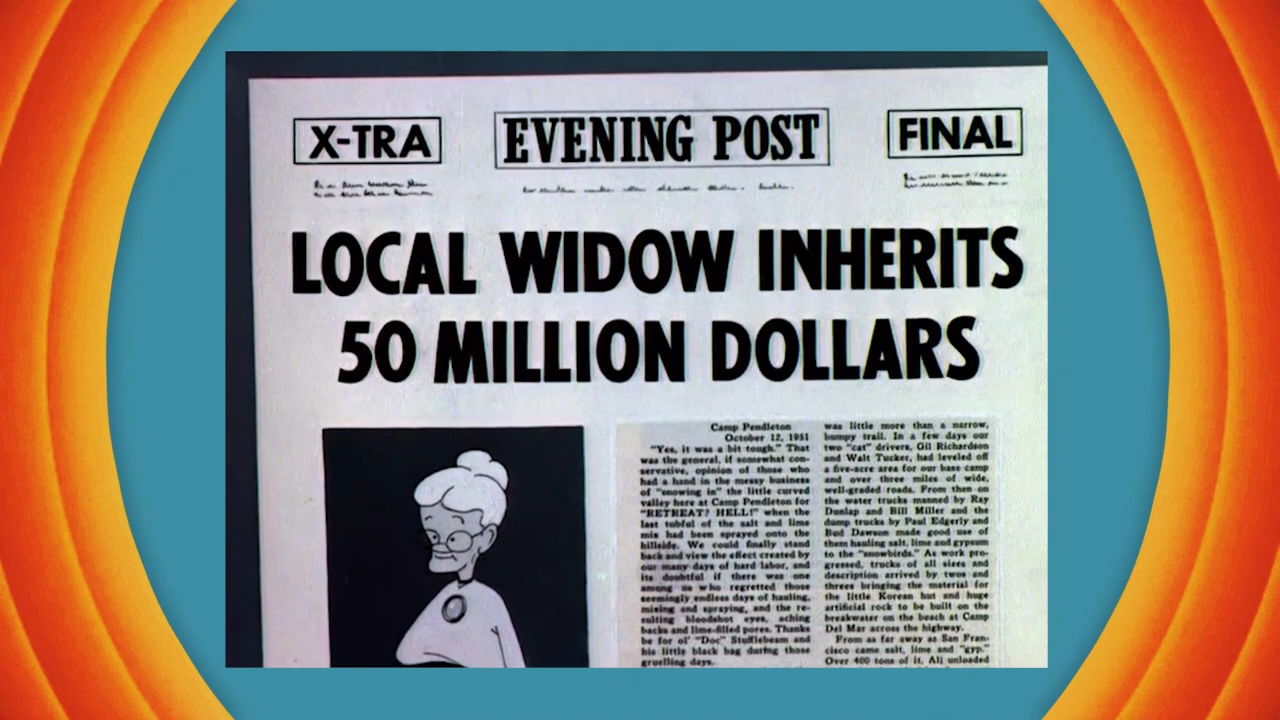 X-TRA
EVENING POST
FINAL
LOCAL WIDOW INHERITS
50 MILLION DOLLARS
Camp Pendleton
October 12, 1951
"Yes, it was a bit tough." That
was the general, if somewhat con-
servative, opinion of those who
had a hand in the messy business
of "snowing in" the little curved
valley here at Camp Pendleton for
"RETREAT? HELL!" when the
last tubful of the salt and lime
mix had been sprayed onto the
hillside. We could finally stand
back and view the effect created by
our many days of hard labor, and
its doubtful if there was one
among us who regretted those
seemingly endless days of hauling,
mixing and spraying, and the re-
sulting bloodshot eyes, aching
backs and lime-filled pores. Thanks
be for ol' "Doc" Stufflebeam and
his little black bag during those
gruelling days.
was little more than a narrow,
bumpy trail. In a few days our
two "cat" drivers, Gil Richardson
and Walt Tucker, had leveled off
a five-acre area for our base camp
and over three miles of wide,
well-graded roads. From then on
the water trucks manned by Ray
Dunlap and Bill Miller and the
dump trucks by Paul Edgerly and
Bud Dawson made good use of
them hauling salt, lime and gypsum
to the "snowbirds." As work pro-
gressed, trucks of all sizes and
description arrived by twos and
threes bringing the material for
the little Korean hut and huge
artificial rock to be built on the
breakwater on the beach at Camp
Del Mar across the highway.
From as far away as San Fran-
cisco came salt, lime and "gyp."
Over 400 tons of it. unloaded